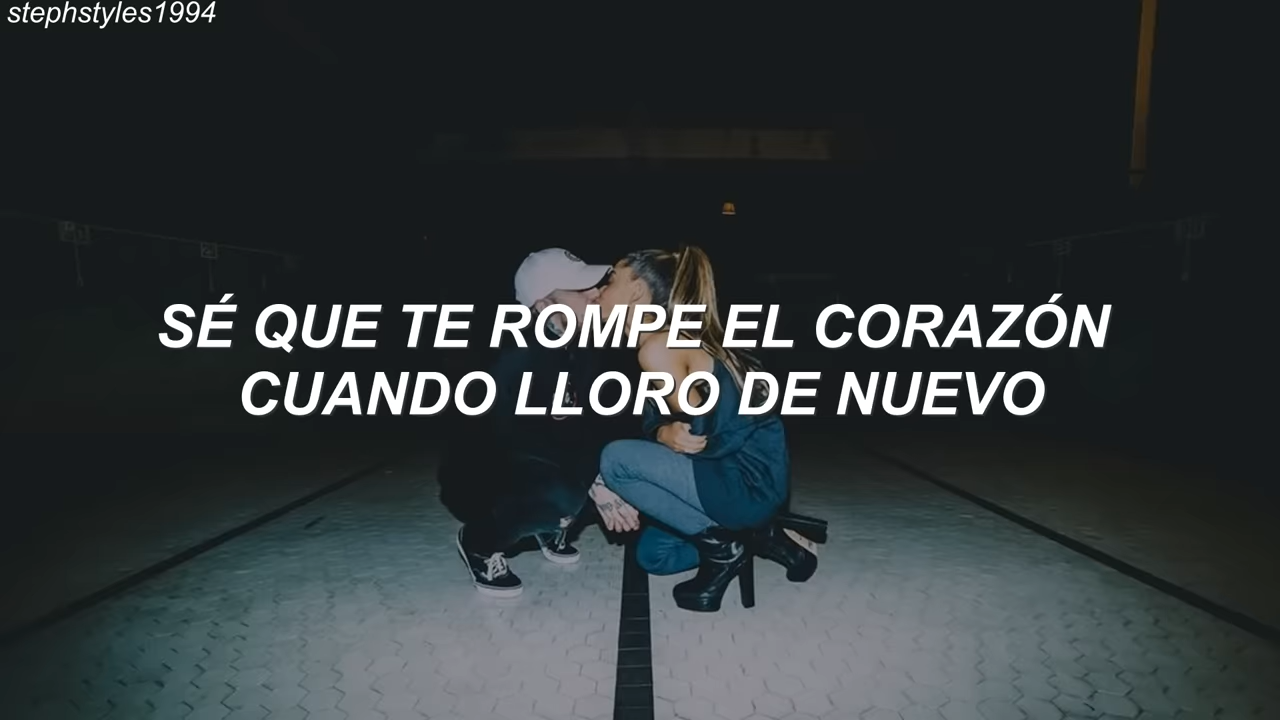 stephstyles1994
SÉ QUE TE ROMPE EL CORAZÓN
CUANDO LLORO DE NUEVO